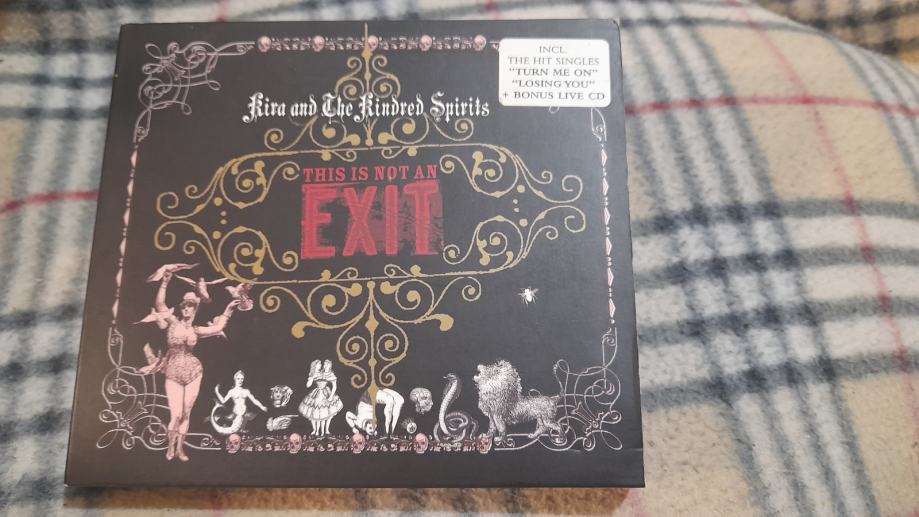 INCL.
THE HIT SINGLES
"TURN ME ON"
"LOSING YOU"
+ BONUS LIVE CD
Kira and The Kindred Spirits
THIS IS NOT AN
EXIT